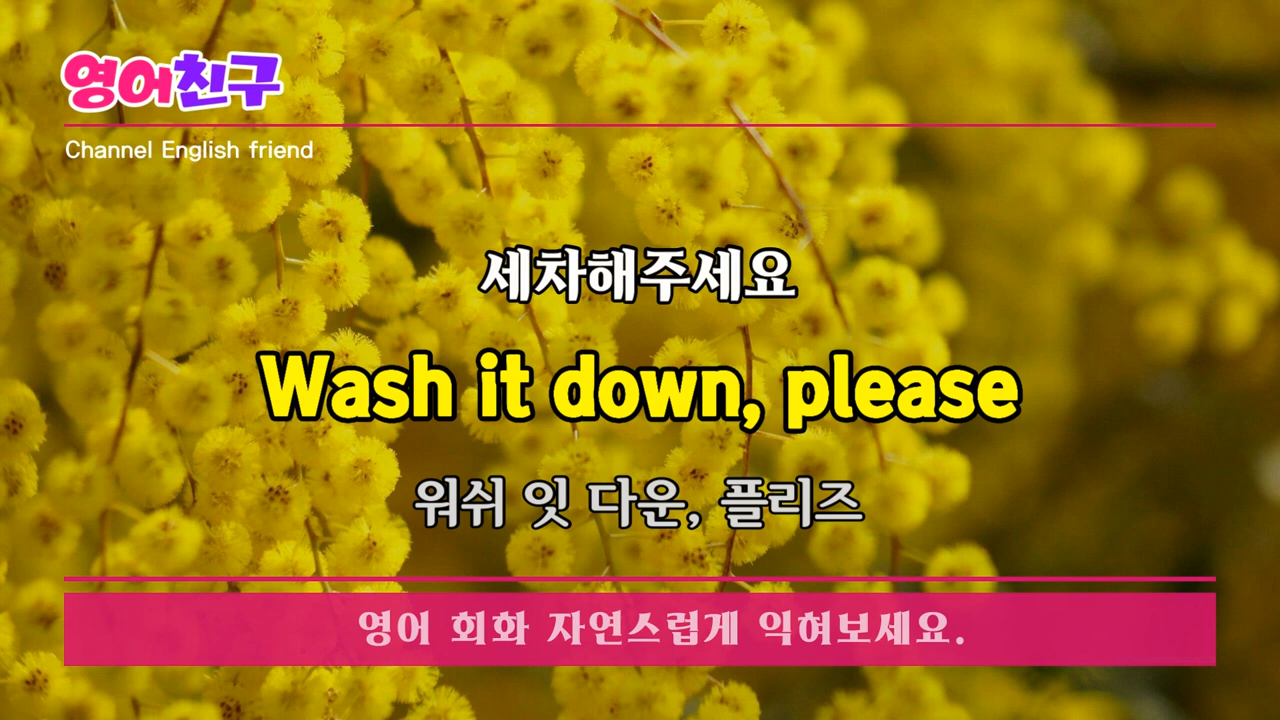 영어친구
Channel English friend
세차해주세요
Wash it down, please
워쉬 잇 다운, 플리즈
영어 회화 자연스럽게 익혀보세요.